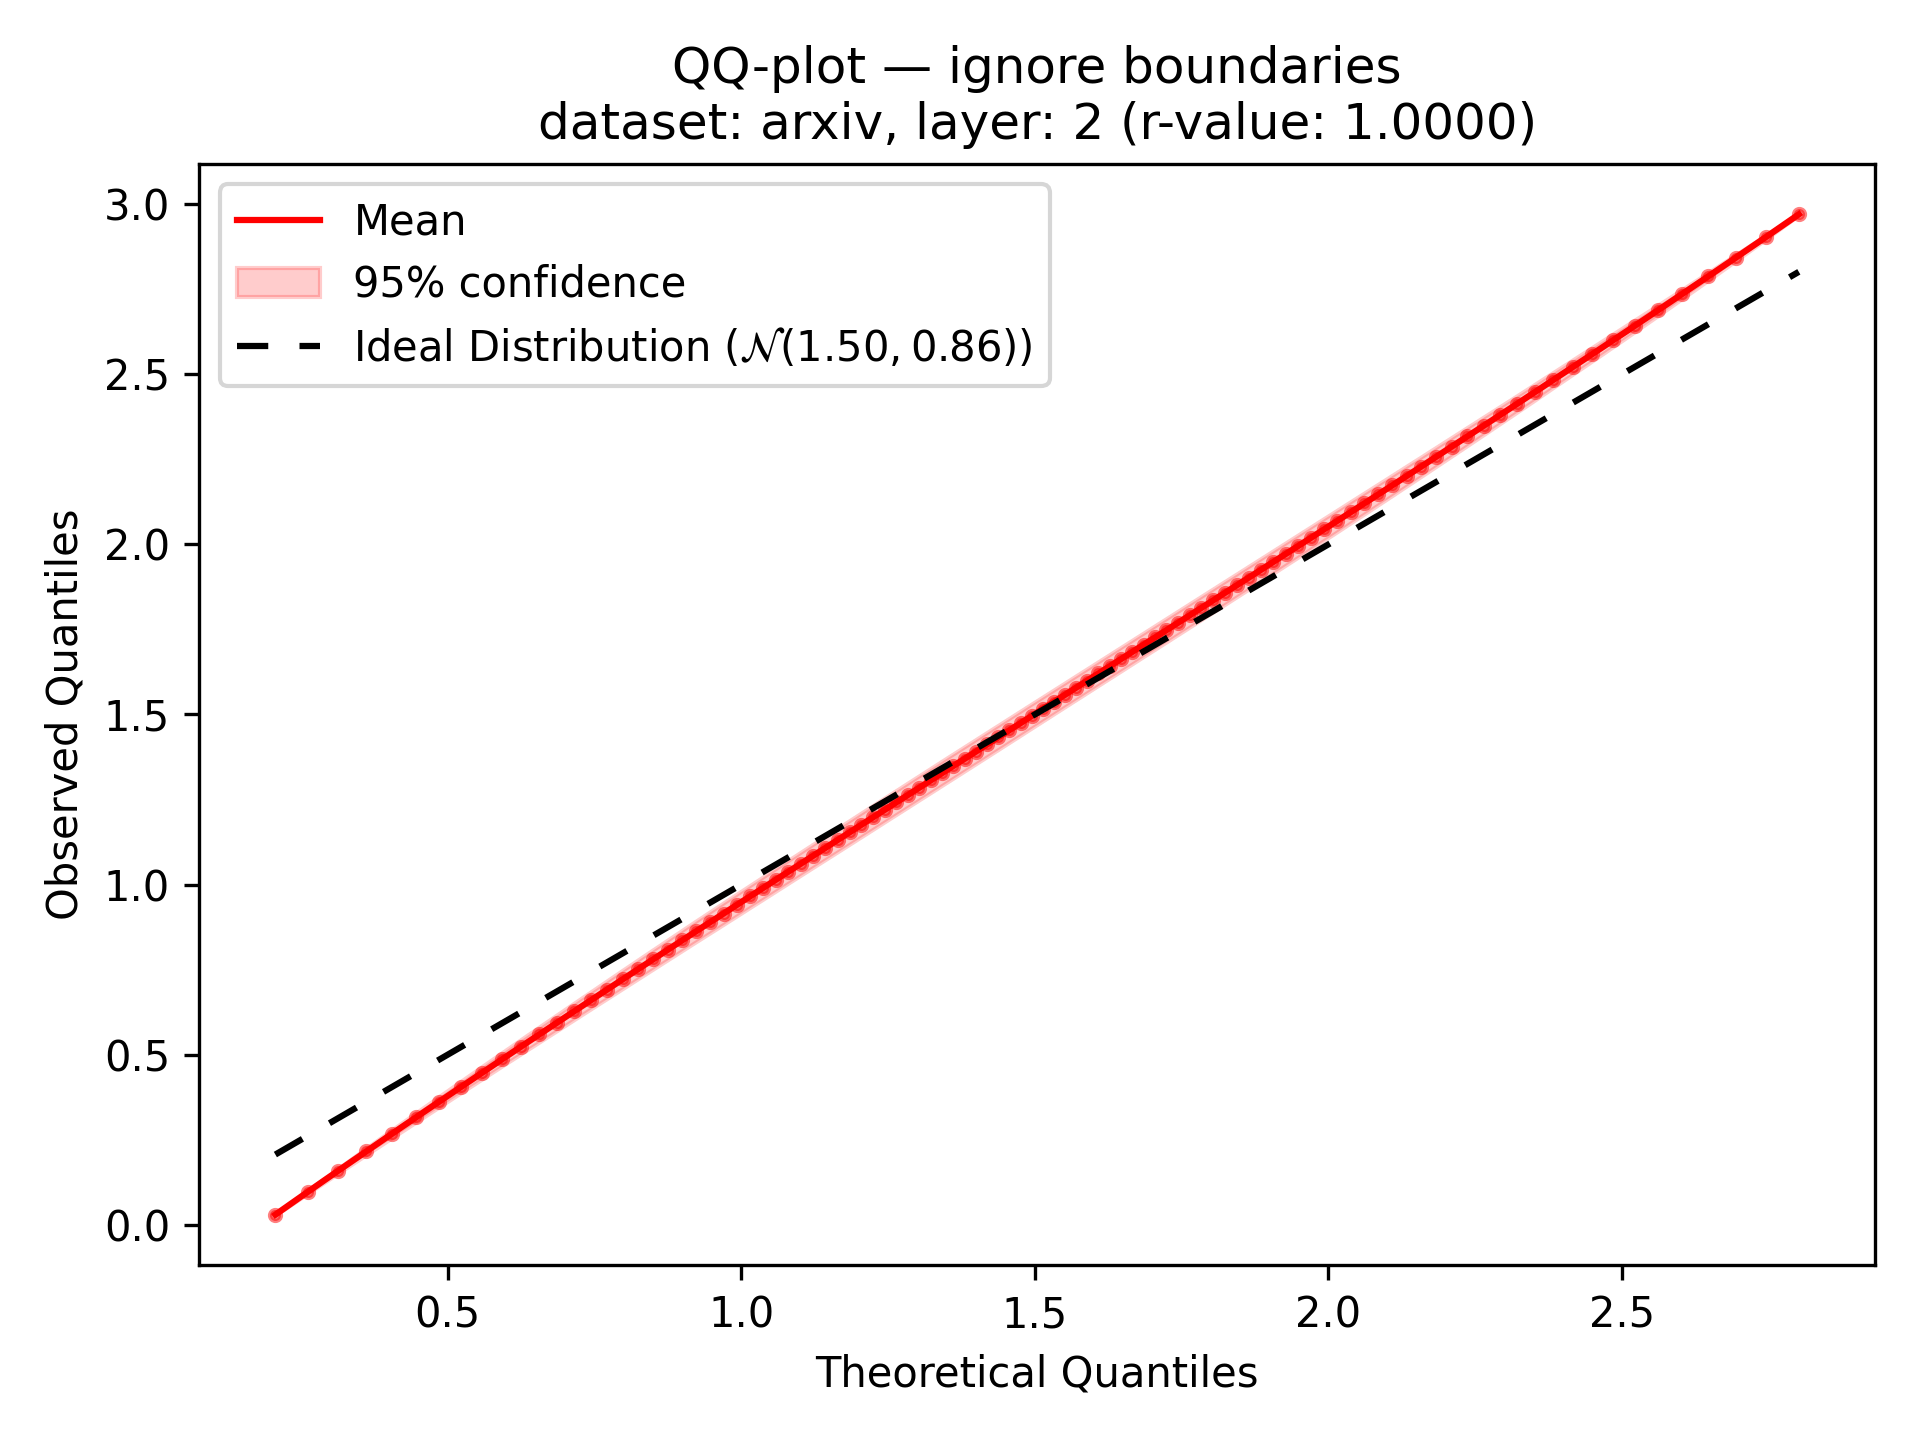 QQ-plot — ignore boundaries
dataset: arxiv, layer: 2 (r-value: 1.0000)
Mean
95% confidence
Ideal Distribution (𝒩(1.50, 0.86))
3.0
2.5
2.0
1.5
1.0
0.5
0.0
Observed Quantiles
0.5 1.0 1.5 2.0 2.5
Theoretical Quantiles